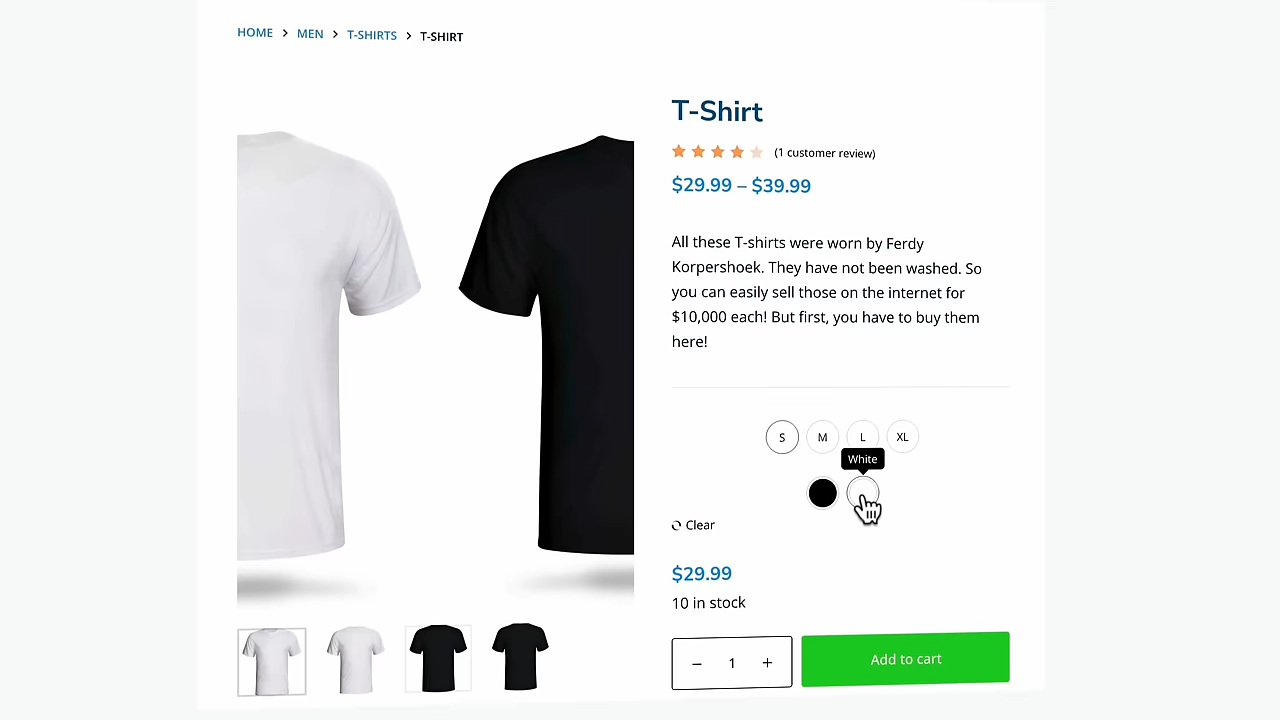 HOME > MEN > T-SHIRTS > T-SHIRT
T-Shirt
(1 customer review)
$29.99 – $39.99
All these T-shirts were worn by Ferdy
Korpershoek. They have not been washed. So
you can easily sell those on the internet for
$10,000 each! But first, you have to buy them
here!
S M L XL
White
Clear
$29.99
10 in stock
− 1 +
Add to cart